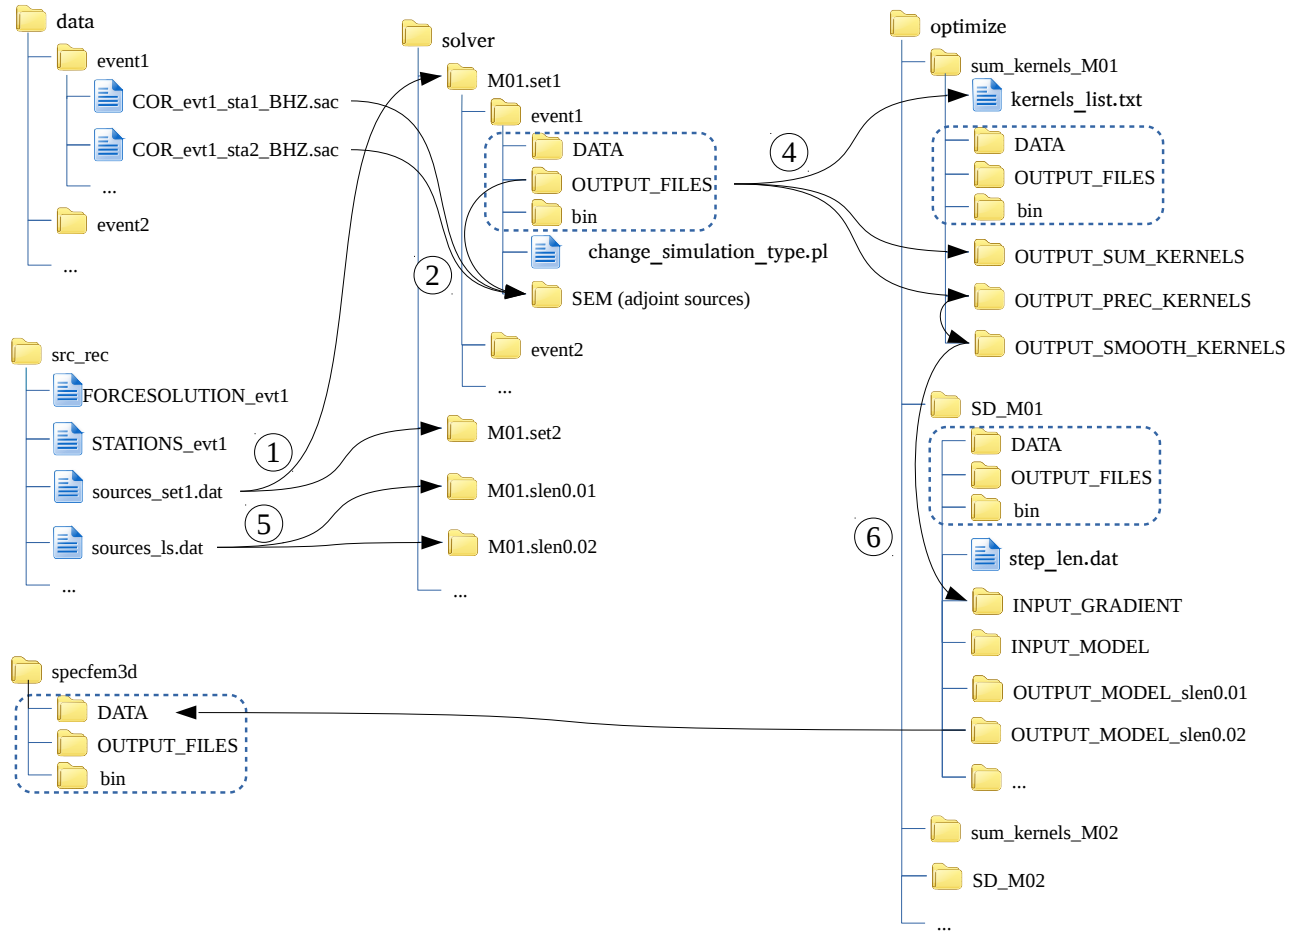 data
event1
COR_evt1_sta1_BHZ.sac
COR_evt1_sta2_BHZ.sac
...
event2
...
src_rec
FORCESOLUTION_evt1
STATIONS_evt1
sources_set1.dat
sources_ls.dat
...
specfem3d
DATA
OUTPUT_FILES
bin
1
5
2
solver
M01.set1
event1
DATA
OUTPUT_FILES
bin
change_simulation_type.pl
SEM (adjoint sources)
event2
...
M01.set2
M01.slen0.01
M01.slen0.02
...
4
6
optimize
sum_kernels_M01
kernels_list.txt
DATA
OUTPUT_FILES
bin
OUTPUT_SUM_KERNELS
OUTPUT_PREC_KERNELS
OUTPUT_SMOOTH_KERNELS
SD_M01
DATA
OUTPUT_FILES
bin
step_len.dat
INPUT_GRADIENT
INPUT_MODEL
OUTPUT_MODEL_slen0.01
OUTPUT_MODEL_slen0.02
...
sum_kernels_M02
SD_M02
...